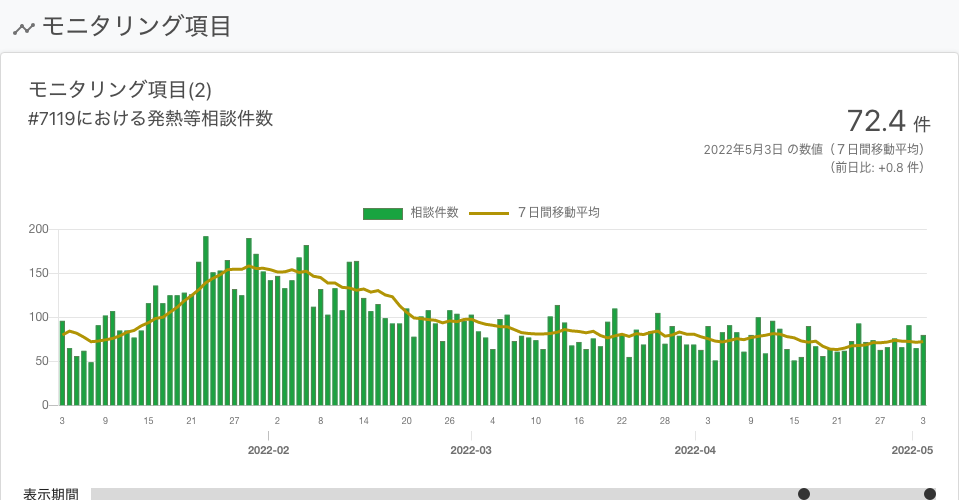 モニタリング項目
モニタリング項目(2)
#7119における発熱等相談件数
72.4 件
2022年5月3日 の数値（７日間移動平均）
（前日比: +0.8 件）
相談件数 ７日間移動平均
200
150
100
50
0
3 9 15 21 27 2 8 14 20 26 4 10 16 22 28 3 9 15 21 27 3
2022-02 2022-03 2022-04 2022-05
表示期間